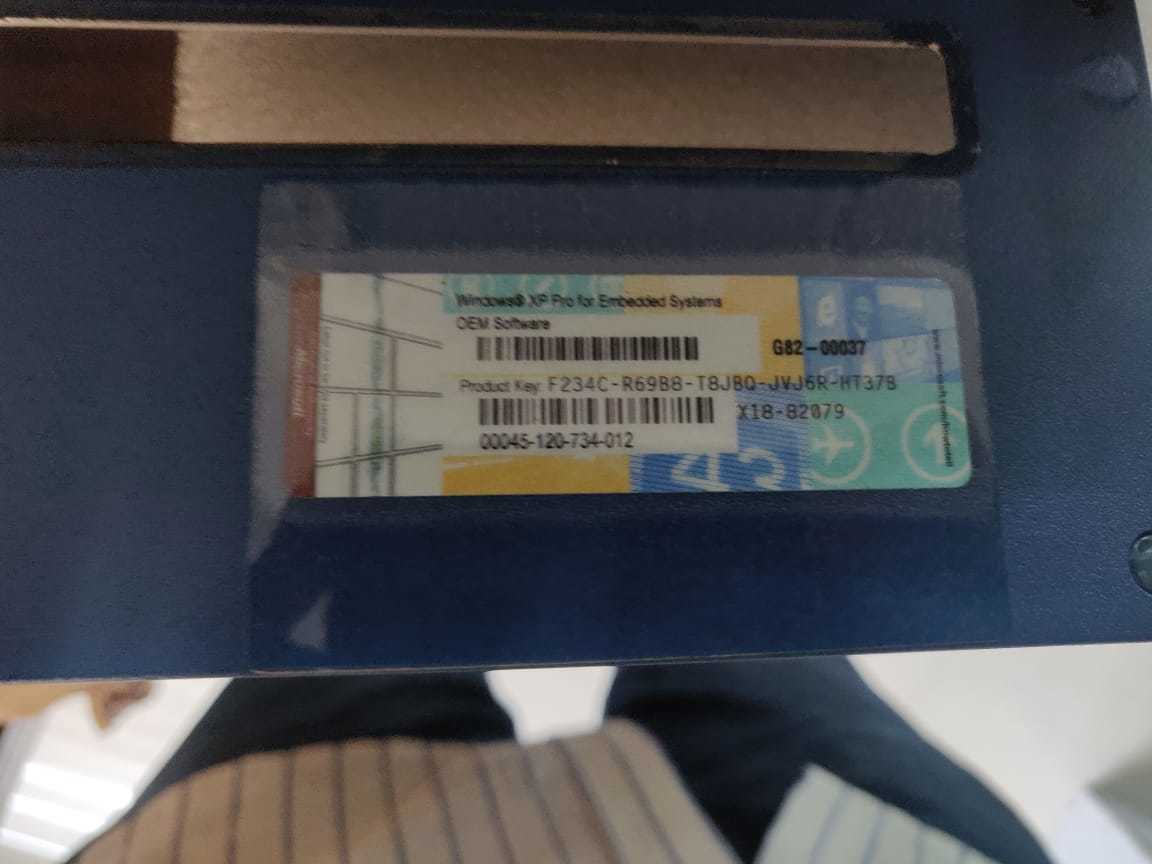 Windows® XP Pro for Embedded Systems
OEM Software
G82-00037
Product Key: F234C-R69B8-T8JBQ-JVJ6R-HT37B
X18-82079
00045-120-734-012